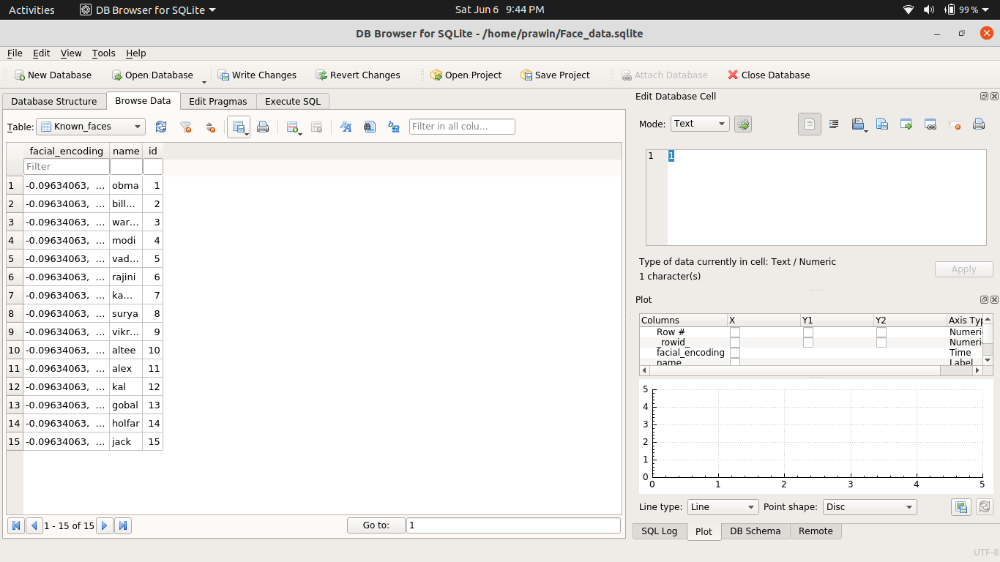 Activities DB Browser for SQLite Sat Jun 6 9:44 PM 99 %
DB Browser for SQLite - /home/prawin/Face_data.sqlite
File Edit View Tools Help
New Database Open Database Write Changes Revert Changes Open Project Save Project Attach Database Close Database
Database Structure Browse Data Edit Pragmas Execute SQL
Table: Known_faces Filter in all colu...
facial_encoding name id
Filter
1 -0.09634063, ... obma 1
2 -0.09634063, ... bill... 2
3 -0.09634063, ... war... 3
4 -0.09634063, ... modi 4
5 -0.09634063, ... vad... 5
6 -0.09634063, ... rajini 6
7 -0.09634063, ... ka... 7
8 -0.09634063, ... surya 8
9 -0.09634063, ... vikr... 9
10 -0.09634063, ... altee 10
11 -0.09634063, ... alex 11
12 -0.09634063, ... kal 12
13 -0.09634063, ... gobal 13
14 -0.09634063, ... holfar 14
15 -0.09634063, ... jack 15
1 - 15 of 15 Go to: 1
Edit Database Cell
Mode: Text
1 1
Type of data currently in cell: Text / Numeric
1 character(s)
Apply
Plot
Columns X Y1 Y2 Axis Typ
Row # Numeric
_rowid_ Numeric
facial_encoding Time
name Label
5
4
3
2
1
0
0 1 2 3 4 5
Line type: Line Point shape: Disc
SQL Log Plot DB Schema Remote
UTF-8